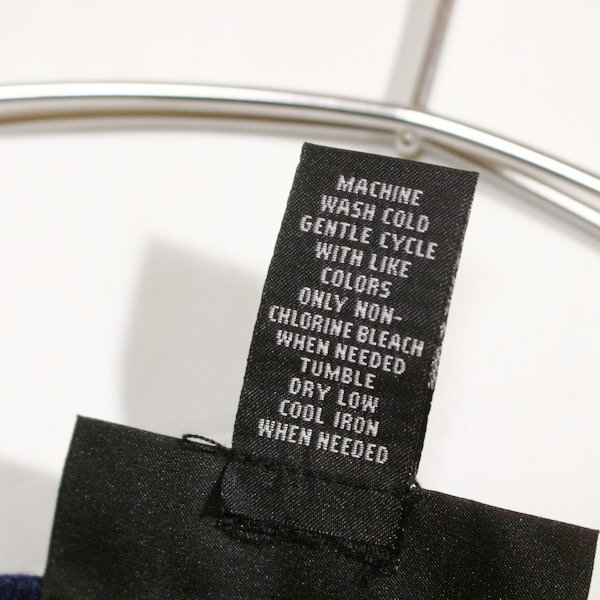 MACHINE
WASH COLD
GENTLE CYCLE
WITH LIKE
COLORS
ONLY NON-
CHLORINE BLEACH
WHEN NEEDED
TUMBLE
DRY LOW
COOL IRON
WHEN NEEDED